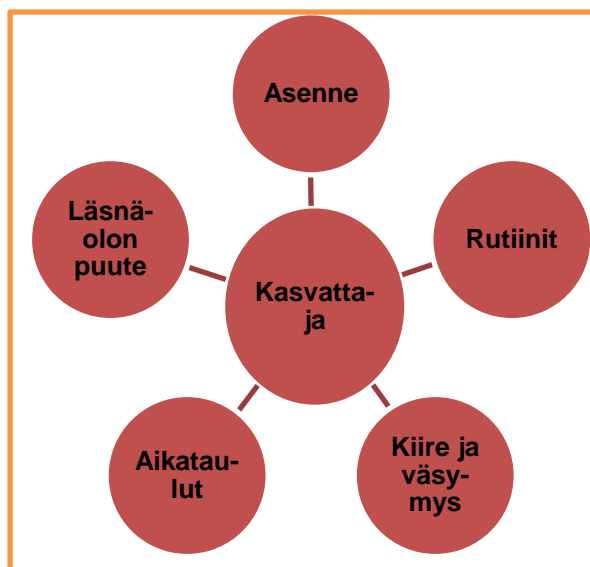 Asenne
Läsnä-
olon
puute
Rutiinit
Kasvatta-
ja
Aikatau-
lut
Kiire ja
väsy-
mys